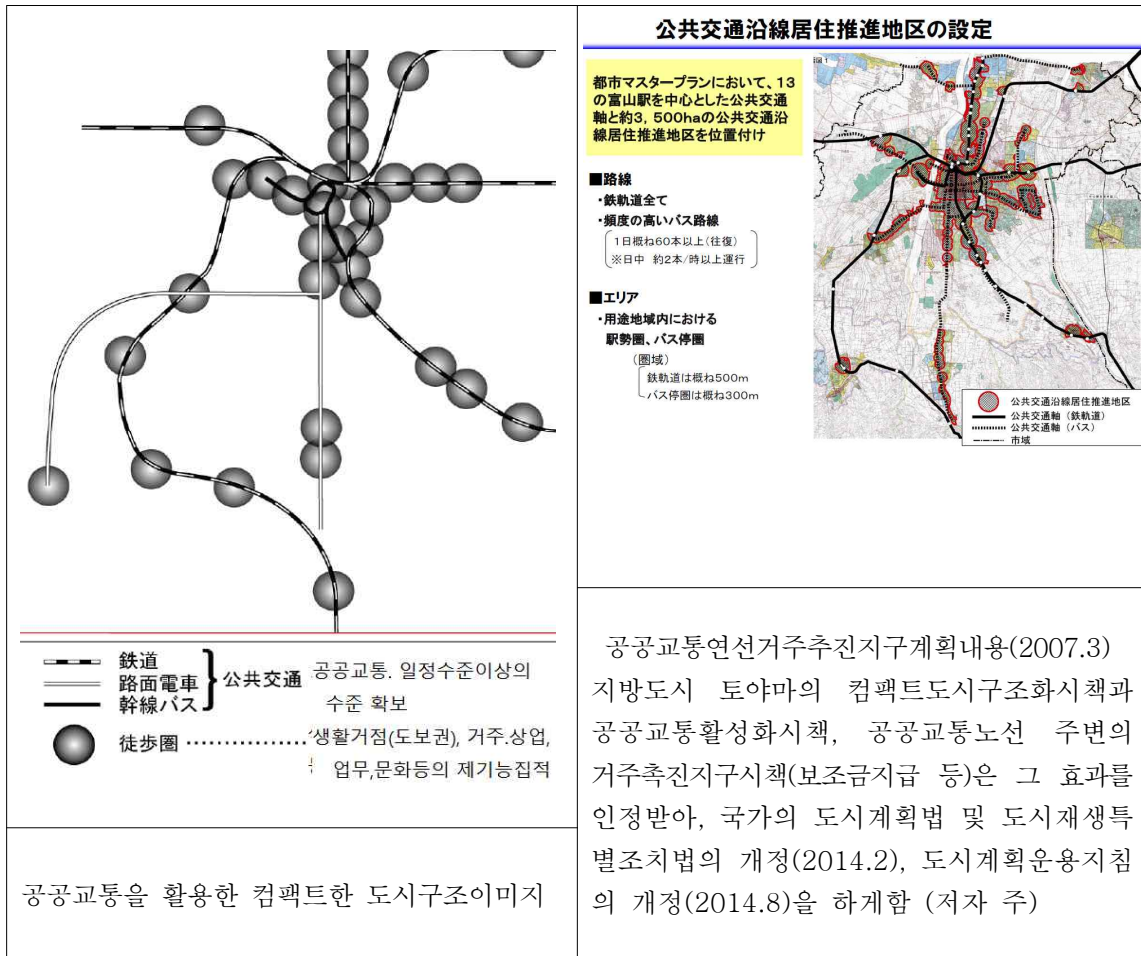 鉄道
路面電車
幹線バス
公共交通
공공교통. 일정수준이상의
수준 확보
徒歩圏 ············
생활거점(도보권), 거주.상업,
업무,문화등의 제기능집적
공공교통을 활용한 컴팩트한 도시구조이미지
公共交通沿線居住推進地区の設定
都市マスタープランにおいて、13
の富山駅を中心とした公共交通
軸と約3,500haの公共交通沿
線居住推進地区を位置付け
■路線
・鉄軌道全て
・頻度の高いバス路線
1日概ね60本以上(往復)
※日中 約2本/時以上運行
■エリア
・用途地域内における
駅勢圏、バス停圏
(圏域)
鉄軌道は概ね500m
バス停圏は概ね300m
公共交通沿線居住推進地区
公共交通軸(鉄軌道)
公共交通軸(バス)
市域
공공교통연선거주추진지구계획내용(2007.3)
지방도시 토야마의 컴팩트도시구조화시책과
공공교통활성화시책, 공공교통노선 주변의
거주촉진지구시책(보조금지급 등)은 그 효과를
인정받아, 국가의 도시계획법 및 도시재생특
별조치법의 개정(2014.2), 도시계획운용지침
의 개정(2014.8)을 하게함 (저자 주)